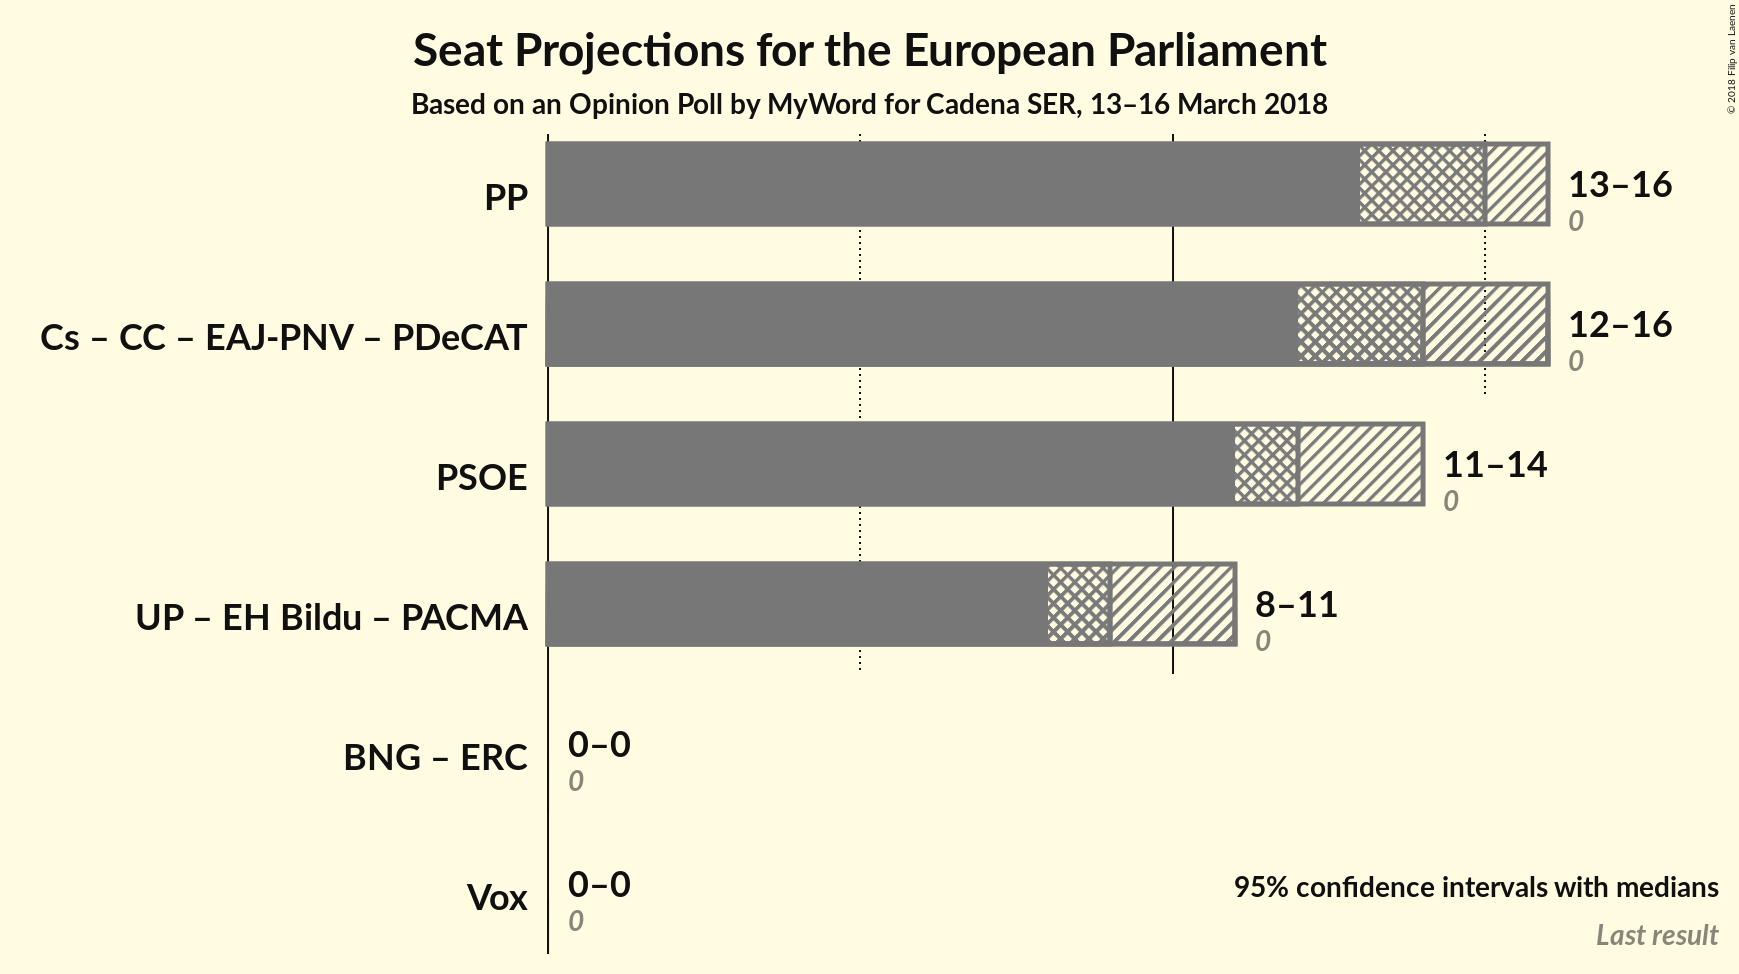 Seat Projections for the European Parliament
Based on an Opinion Poll by MyWord for Cadena SER, 13–16 March 2018
© 2018 Filip van Laenen
PP
13–16
0
Cs – CC – EAJ-PNV – PDeCAT
12–16
0
PSOE
11–14
0
UP – EH Bildu – PACMA
8–11
0
BNG – ERC
0–0
0
Vox
0–0
0
95% confidence intervals with medians
Last result